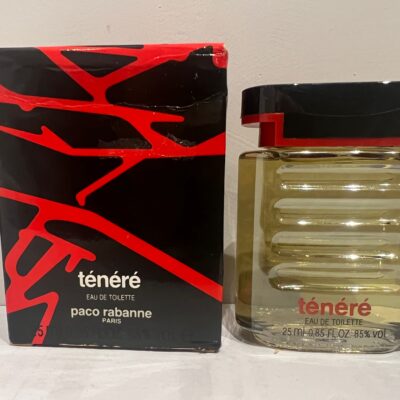 ténéré
EAU DE TOILETTE
paco rabanne
PARIS
ténéré
EAU DE TOILETTE
25 ml 0.85 FL.OZ. 85% VOL